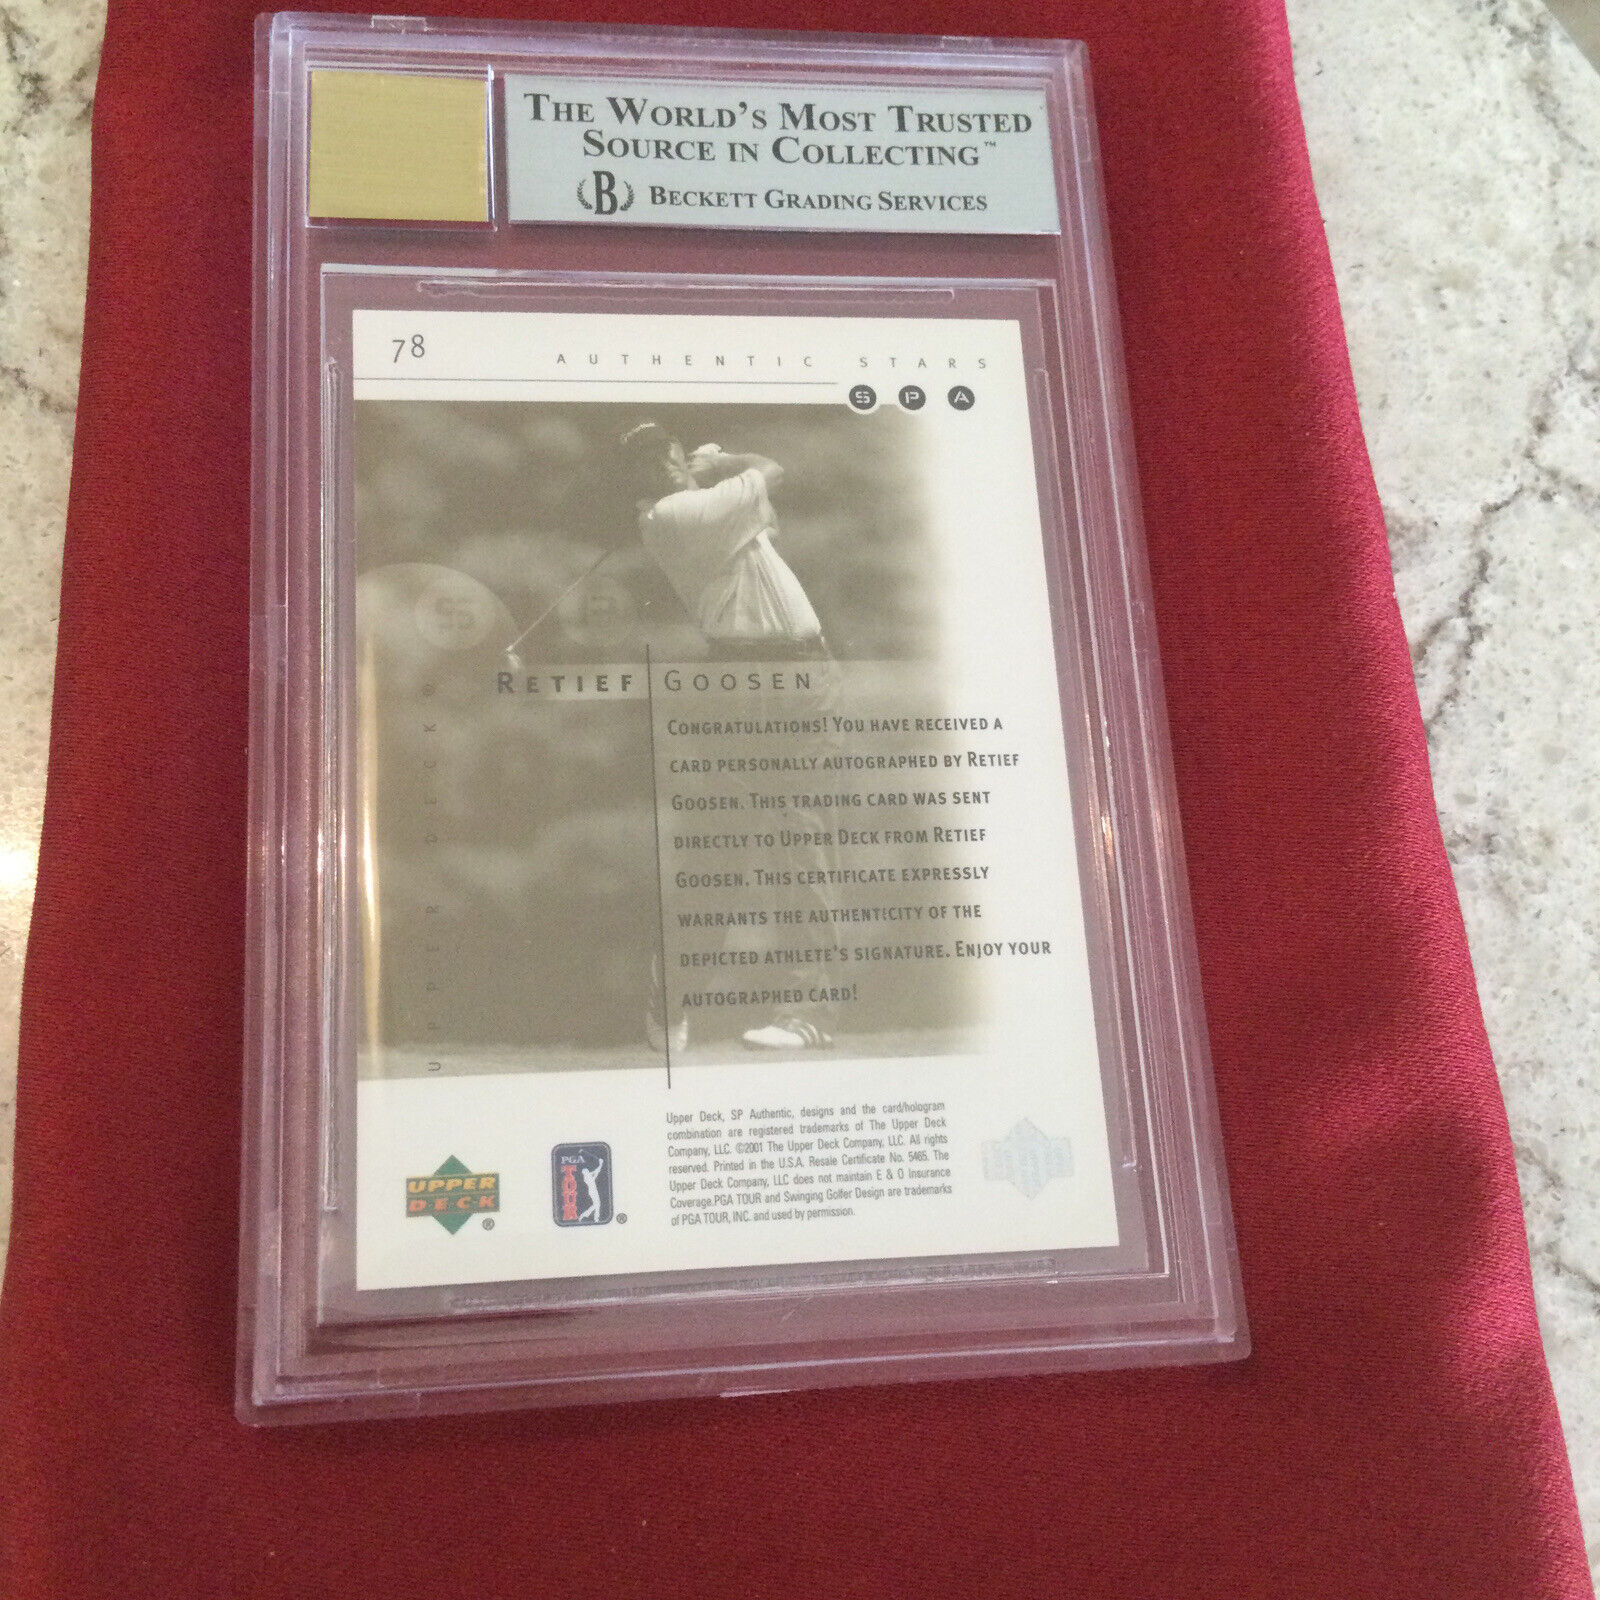 THE WORLD'S MOST TRUSTED
SOURCE IN COLLECTING™
B BECKETT GRADING SERVICES
78
AUTHENTIC STARS
S P A
RETIEF GOOSEN
CONGRATULATIONS! YOU HAVE RECEIVED A
CARD PERSONALLY AUTOGRAPHED BY RETIEF
GOOSEN. THIS TRADING CARD WAS SENT
DIRECTLY TO UPPER DECK FROM RETIEF
GOOSEN. THIS CERTIFICATE EXPRESSLY
WARRANTS THE AUTHENTICITY OF THE
DEPICTED ATHLETE'S SIGNATURE. ENJOY YOUR
AUTOGRAPHED CARD!
UPPER DECK®
UPPER
DECK
®
PGA
TOUR
®
Upper Deck, SP Authentic, designs and the card/hologram
combination are registered trademarks of The Upper Deck
Company, LLC. ©2001 The Upper Deck Company, LLC. All rights
reserved. Printed in the U.S.A. Resale Certificate No. 5465. The
Upper Deck Company, LLC does not maintain E & O Insurance
Coverage.PGA TOUR and Swinging Golfer Design are trademarks
of PGA TOUR, INC. and used by permission.